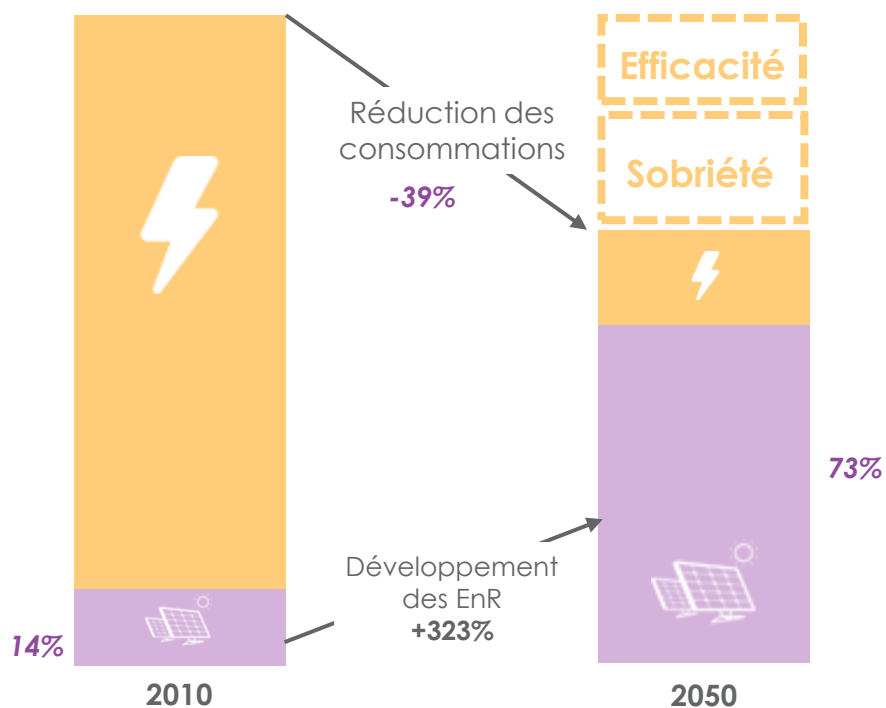 Efficacité
Réduction des
consommations
-39%
Sobriété
73%
Développement
des EnR
+323%
14%
2010
2050